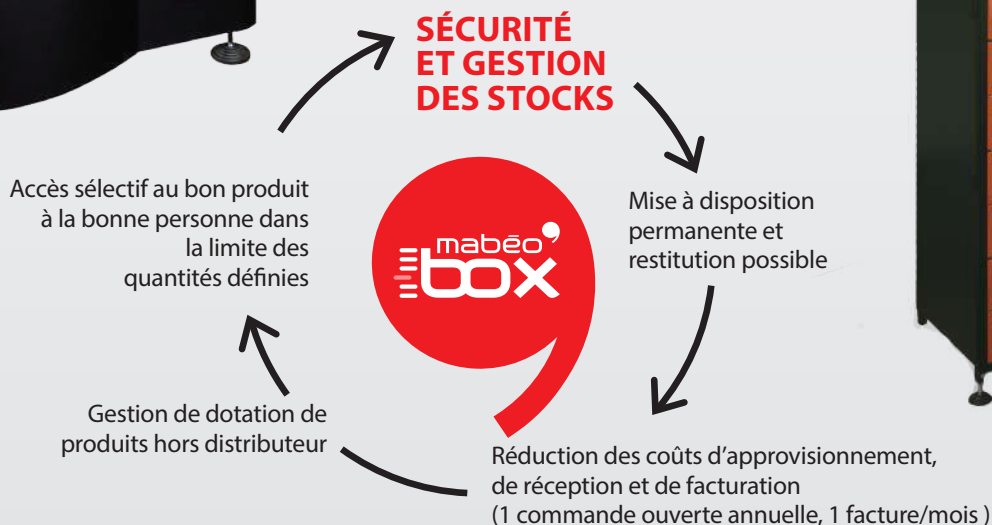 SÉCURITÉ
ET GESTION
DES STOCKS
Mise à disposition
permanente et
restitution possible
Réduction des coûts d'approvisionnement,
de réception et de facturation
(1 commande ouverte annuelle, 1 facture/mois )
Gestion de dotation de
produits hors distributeur
Accès sélectif au bon produit
à la bonne personne dans
la limite des
quantités définies
mabēo
box